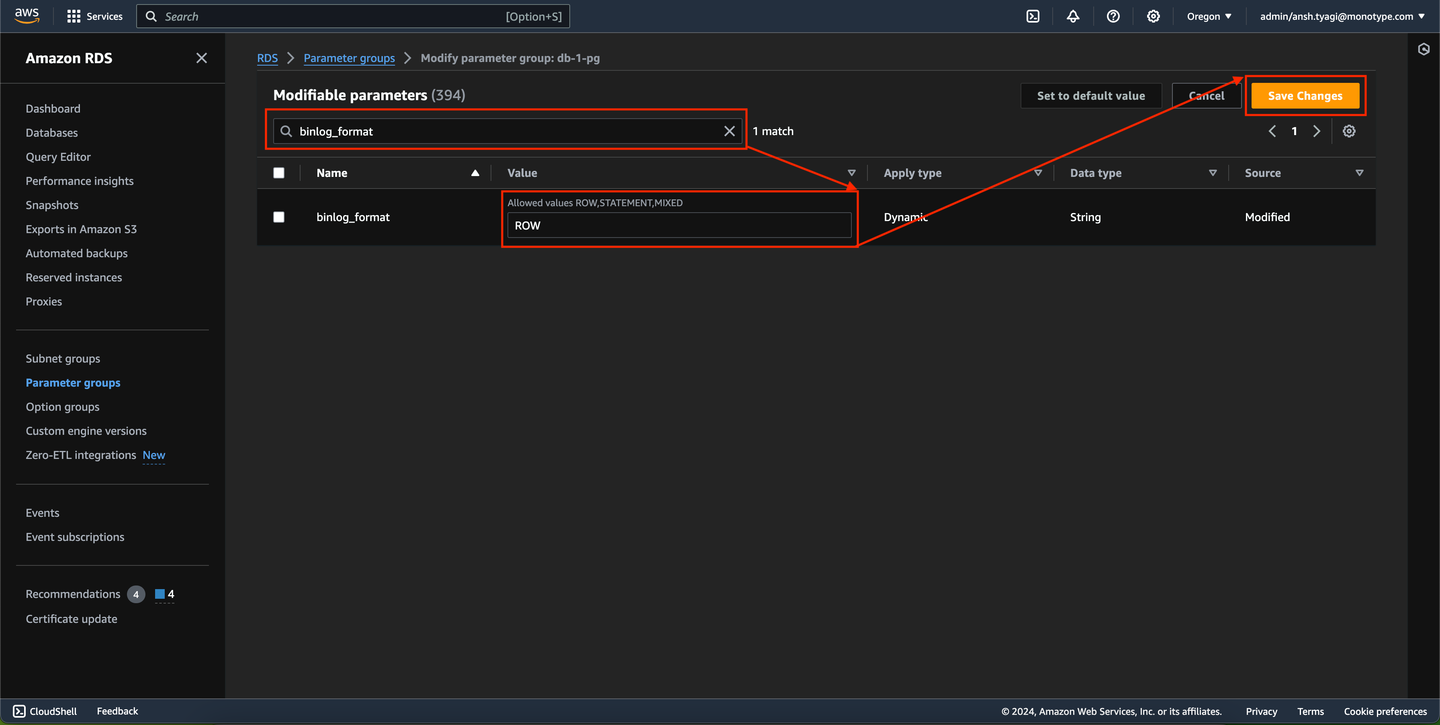 aws
Services
Search
[Option+S]
Oregon
admin/ansh.tyagi@monotype.com
Amazon RDS
Dashboard
Databases
Query Editor
Performance insights
Snapshots
Exports in Amazon S3
Automated backups
Reserved instances
Proxies
Subnet groups
Parameter groups
Option groups
Custom engine versions
Zero-ETL integrations New
Events
Event subscriptions
Recommendations 4 4
Certificate update
RDS Parameter groups Modify parameter group: db-1-pg
Modifiable parameters (394)
Set to default value
Cancel
Save Changes
binlog_format
1 match
1
Name Value Apply type Data type Source
Allowed values ROW,STATEMENT,MIXED
binlog_format ROW Dynamic String Modified
CloudShell Feedback
© 2024, Amazon Web Services, Inc. or its affiliates. Privacy Terms Cookie preferences